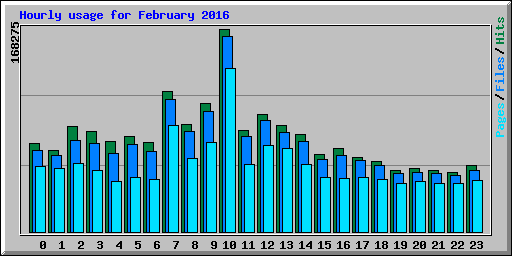 Hourly usage for February 2016
168275
Pages/Files/Hits
0 1 2 3 4 5 6 7 8 9 10 11 12 13 14 15 16 17 18 19 20 21 22 23